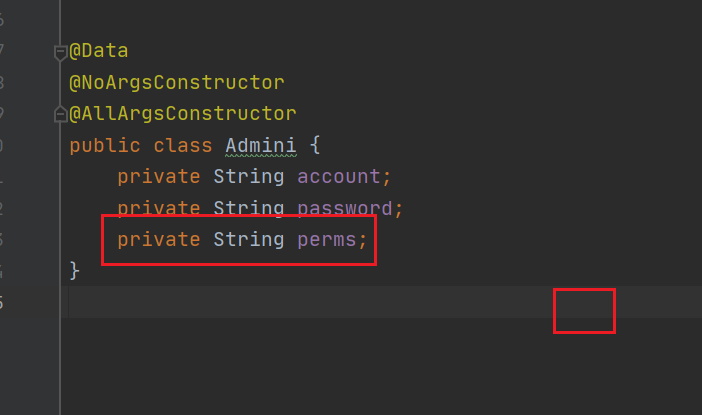 @Data
@NoArgsConstructor
@AllArgsConstructor
public class Admini {
private String account;
private String password;
private String perms;
}